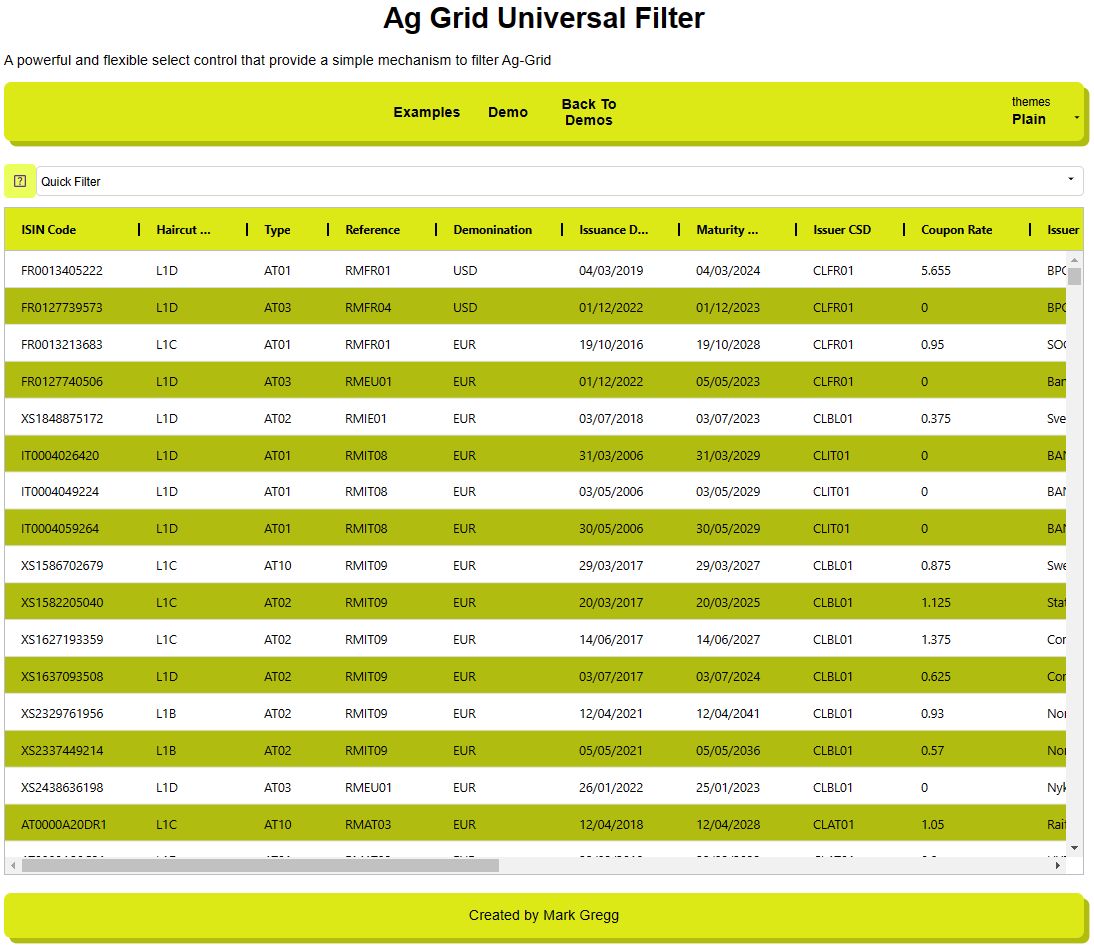 Ag Grid Universal Filter
A powerful and flexible select control that provide a simple mechanism to filter Ag-Grid
Examples Demo Back To Demos themes Plain
? Quick Filter
ISIN Code Haircut ... Type Reference Demonination Issuance D... Maturity ... Issuer CSD Coupon Rate Issuer
FR0013405222 L1D AT01 RMFR01 USD 04/03/2019 04/03/2024 CLFR01 5.655
FR0127739573 L1D AT03 RMFR04 USD 01/12/2022 01/12/2023 CLFR01 0
FR0013213683 L1C AT01 RMFR01 EUR 19/10/2016 19/10/2028 CLFR01 0.95
FR0127740506 L1D AT03 RMEU01 EUR 01/12/2022 05/05/2023 CLFR01 0 Ban
XS1848875172 L1D AT02 RMIE01 EUR 03/07/2018 03/07/2023 CLBL01 0.375 Sve
IT0004026420 L1D AT01 RMIT08 EUR 31/03/2006 31/03/2029 CLIT01 0 BAN
IT0004049224 L1D AT01 RMIT08 EUR 03/05/2006 03/05/2029 CLIT01 0 BAN
IT0004059264 L1D AT01 RMIT08 EUR 30/05/2006 30/05/2029 CLIT01 0 BAN
XS1586702679 L1C AT10 RMIT09 EUR 29/03/2017 29/03/2027 CLBL01 0.875 Swe
XS1582205040 L1C AT02 RMIT09 EUR 20/03/2017 20/03/2025 CLBL01 1.125 Stat
XS1627193359 L1C AT02 RMIT09 EUR 14/06/2017 14/06/2027 CLBL01 1.375 Cor
XS1637093508 L1D AT02 RMIT09 EUR 03/07/2017 03/07/2024 CLBL01 0.625 Cor
XS2329761956 L1B AT02 RMIT09 EUR 12/04/2021 12/04/2041 CLBL01 0.93 Nor
XS2337449214 L1B AT02 RMIT09 EUR 05/05/2021 05/05/2036 CLBL01 0.57 Nor
XS2438636198 L1D AT03 RMEU01 EUR 26/01/2022 25/01/2023 CLBL01 0 Nyk
AT0000A20DR1 L1C AT10 RMAT03 EUR 12/04/2018 12/04/2028 CLAT01 1.05 Raif
Created by Mark Gregg